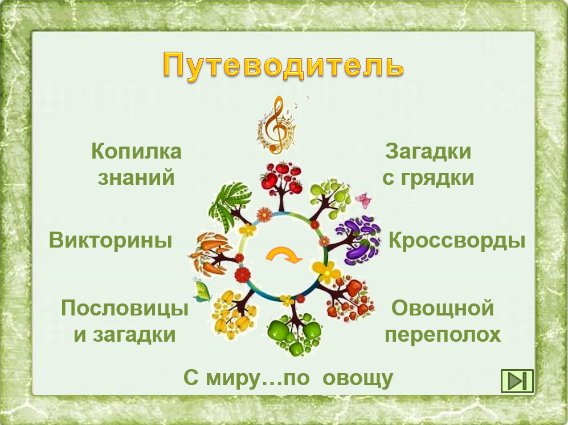 Путеводитель
Копилка
знаний
Загадки
с грядки
Викторины
Кроссворды
Пословицы
и загадки
Овощной
переполох
С миру…по овощу